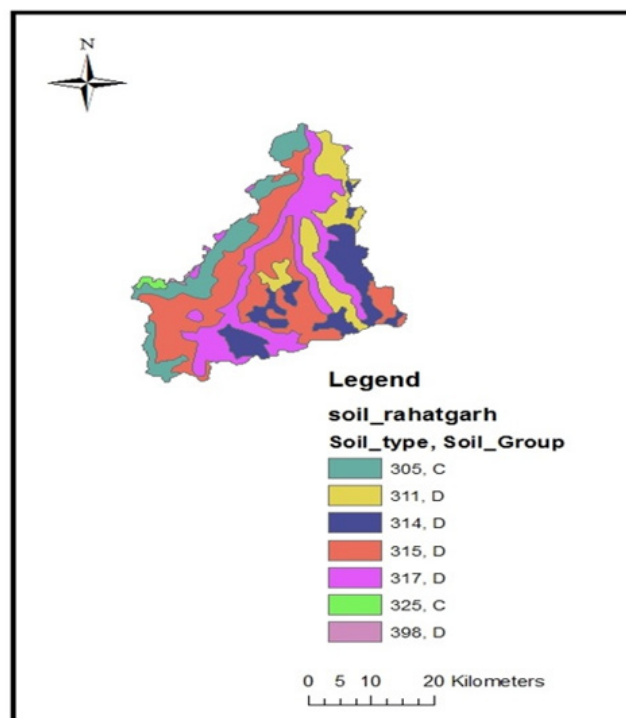 N
Legend
soil_rahatgarh
Soil_type, Soil_Group
305, C
311, D
314, D
315, D
317, D
325, C
398, D
0 5 10 20 Kilometers